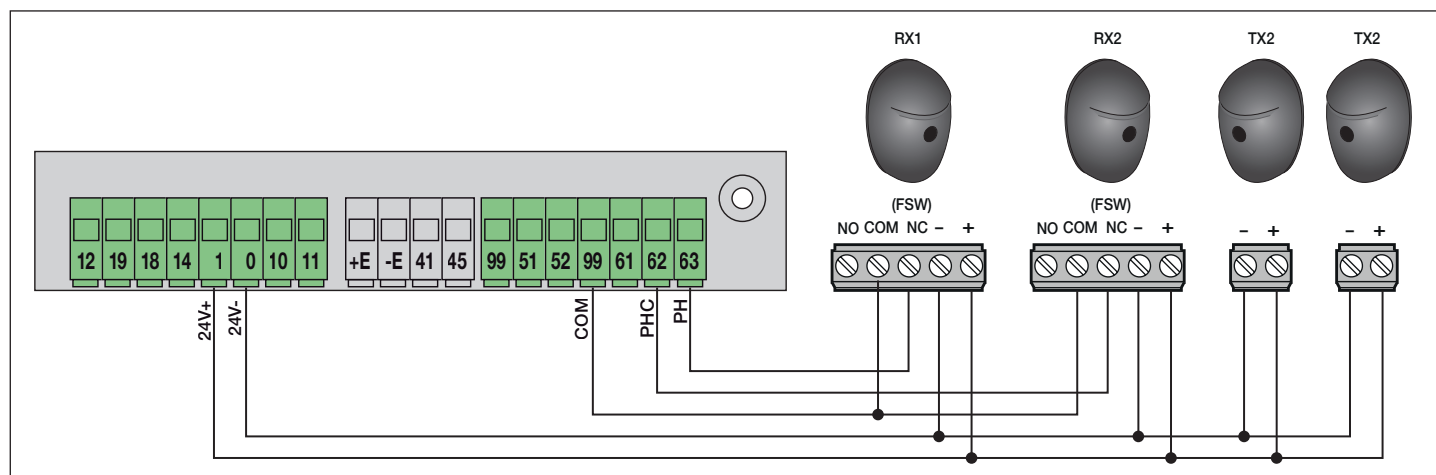 RX1 RX2 TX2 TX2
(FSW) (FSW)
NO COM NC – + NO COM NC – + – + – +
12 19 18 14 1 0 10 11 +E -E 41 45 99 51 52 99 61 62 63
24V+ 24V- COM PHC PH